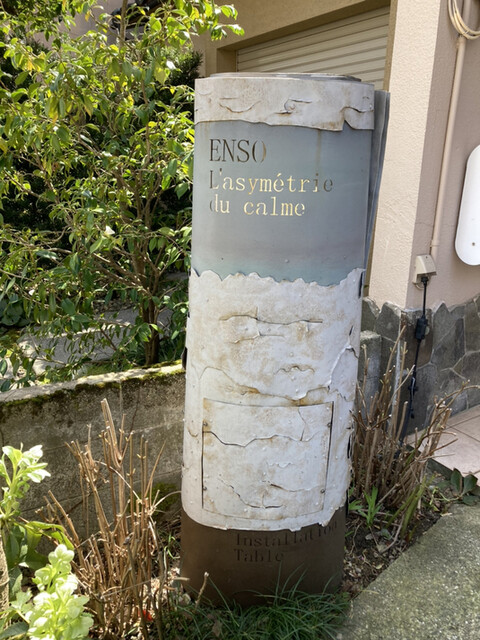 ENSO
L'asymétrie
du calme
Installation
Table